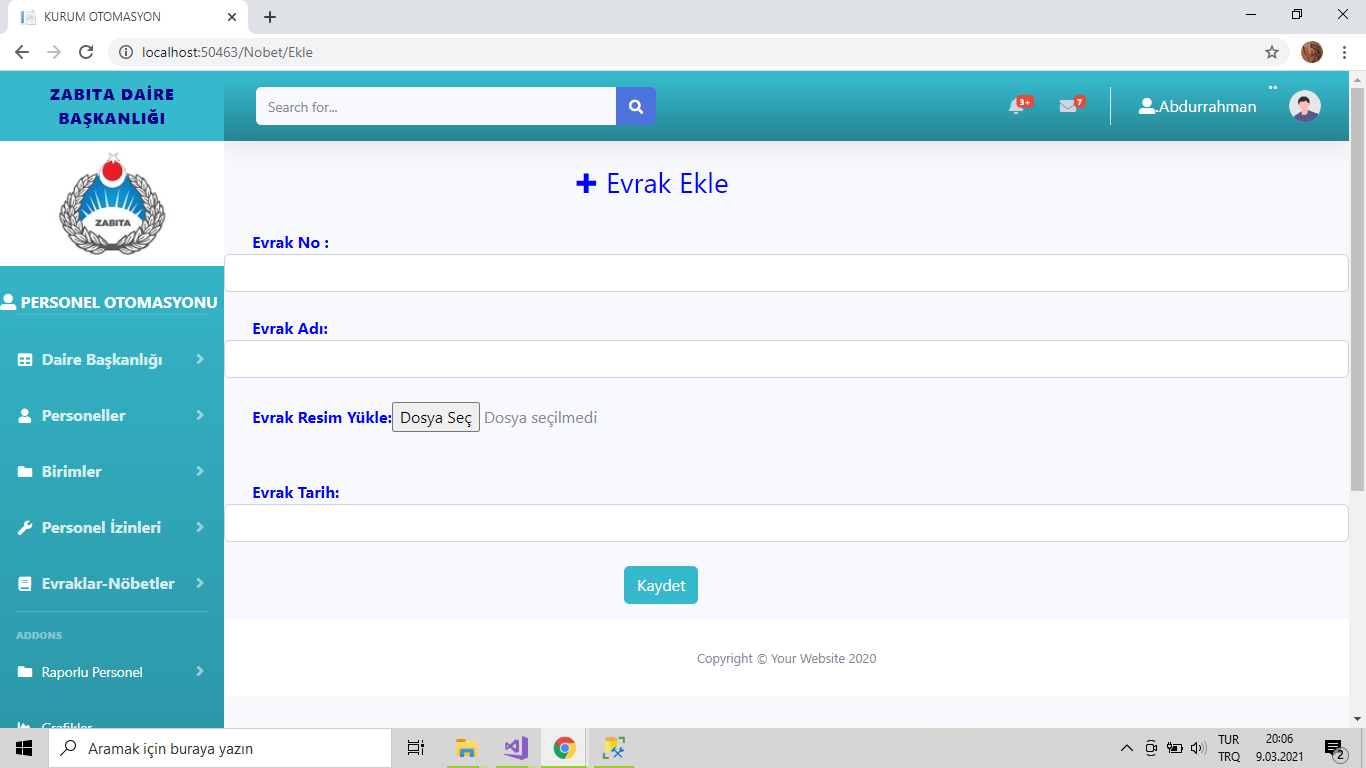 KURUM OTOMASYON
localhost:50463/Nobet/Ekle
ZABITA DAİRE
BAŞKANLIĞI
Search for...
3+
7
.Abdurrahman
ZABITA
Evrak Ekle
Evrak No :
PERSONEL OTOMASYONU
Evrak Adı:
Daire Başkanlığı
Personeller
Evrak Resim Yükle: Dosya Seç Dosya seçilmedi
Birimler
Evrak Tarih:
Personel İzinleri
Evraklar-Nöbetler
Kaydet
ADDONS
Raporlu Personel
Copyright © Your Website 2020
Grafikler
Aramak için buraya yazın
TUR
TRQ
20:06
9.03.2021
2